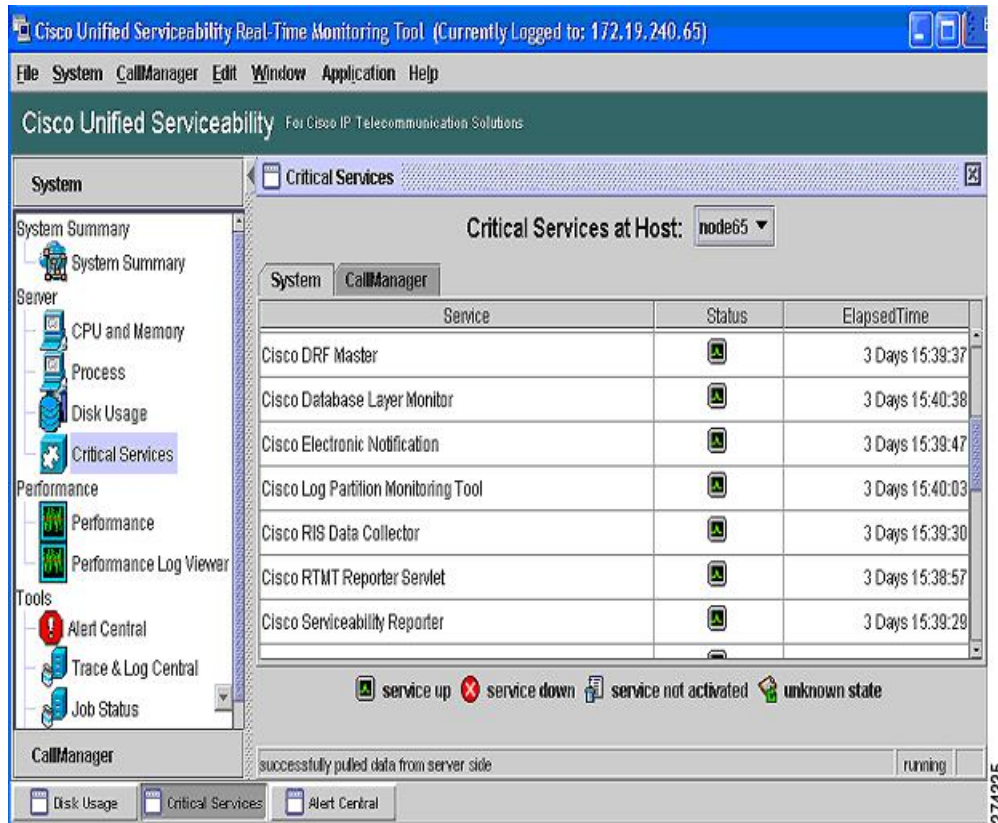 Cisco Unified Serviceability Real-Time Monitoring Tool (Currently Logged to: 172.19.240.65)
File System CallManager Edit Window Application Help
Cisco Unified Serviceability For Cisco IP Telecommunication Solutions
System
System Summary
System Summary
Server
CPU and Memory
Process
Disk Usage
Critical Services
Performance
Performance
Performance Log Viewer
Tools
Alert Central
Trace & Log Central
Job Status
CallManager
Critical Services
Critical Services at Host: node65
System CallManager
Service Status ElapsedTime
Cisco DRF Master 3 Days 15:39:37
Cisco Database Layer Monitor 3 Days 15:40:38
Cisco Electronic Notification 3 Days 15:39:47
Cisco Log Partition Monitoring Tool 3 Days 15:40:03
Cisco RIS Data Collector 3 Days 15:39:30
Cisco RTMT Reporter Servlet 3 Days 15:38:57
Cisco Serviceability Reporter 3 Days 15:39:29
service up service down service not activated unknown state
successfully pulled data from server side running
Disk Usage Critical Services Alert Central